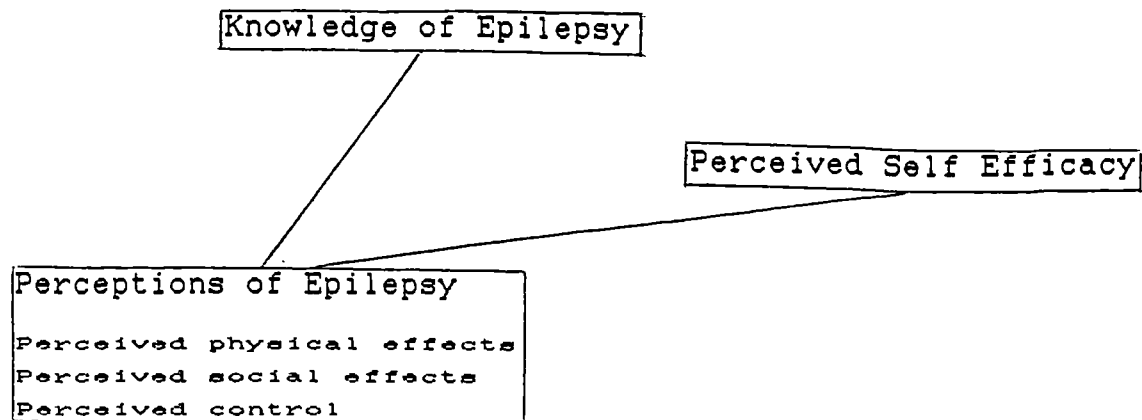 Knowledge of Epilepsy
Perceived Self Efficacy
Perceptions of Epilepsy
Perceived physical effects
Perceived social effects
Perceived control